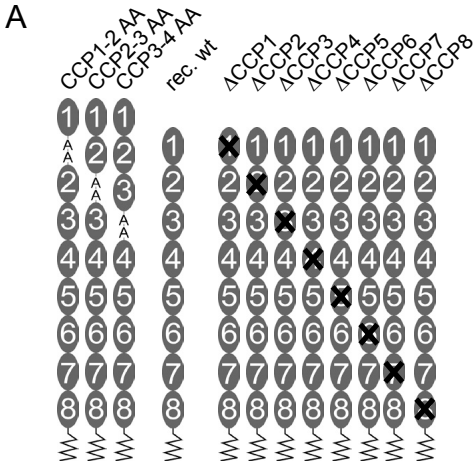 A
CCP1-2 AA CCP2-3 AA CCP3-4 AA rec. wt ΔCCP1 ΔCCP2 ΔCCP3 ΔCCP4 ΔCCP5 ΔCCP6 ΔCCP7 ΔCCP8
1 1 1
A A 2 2 1 X 1 1 1 1 1 1 1
2 A A 3 2 2 X 2 2 2 2 2 2
3 3 A A 3 3 3 X 3 3 3 3 3
4 4 4 4 4 4 4 X 4 4 4 4
5 5 5 5 5 5 5 5 X 5 5 5
6 6 6 6 6 6 6 6 6 X 6 6
7 7 7 7 7 7 7 7 7 7 X 7
8 8 8 8 8 8 8 8 8 8 8 X